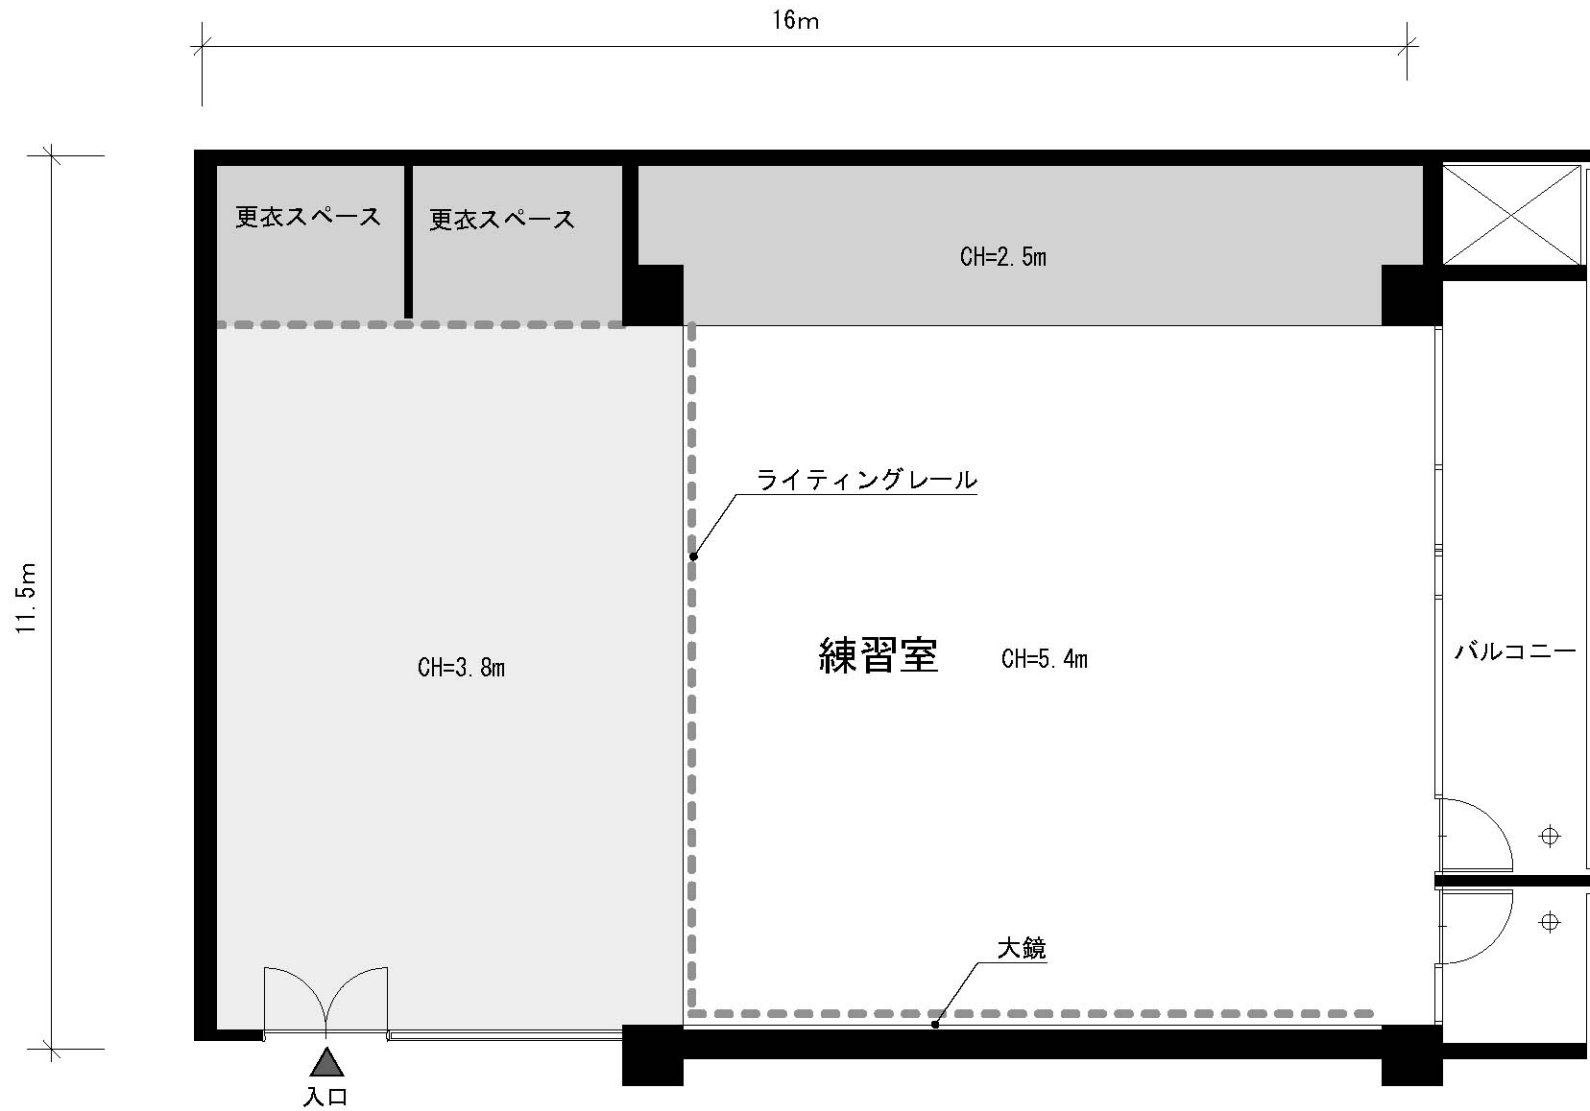 16m
更衣スペース
更衣スペース
CH=2.5m
ライティングレール
11.5m
練習室
CH=5.4m
バルコニー
CH=3.8m
大鏡
入口